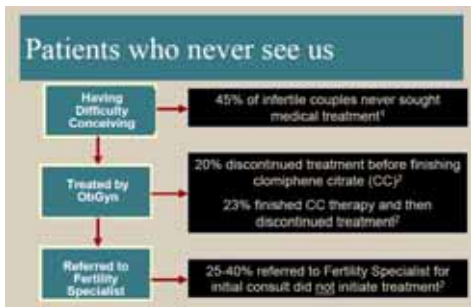 Patients who never see us
Having
Difficulty
Conceiving
45% of infertile couples never sought
medical treatment¹
Treated by
ObGyn
20% discontinued treatment before finishing
clomiphene citrate (CC)²
23% finished CC therapy and then
discontinued treatment²
Referred to
Fertility
Specialist
25-40% referred to Fertility Specialist for
initial consult did not initiate treatment²